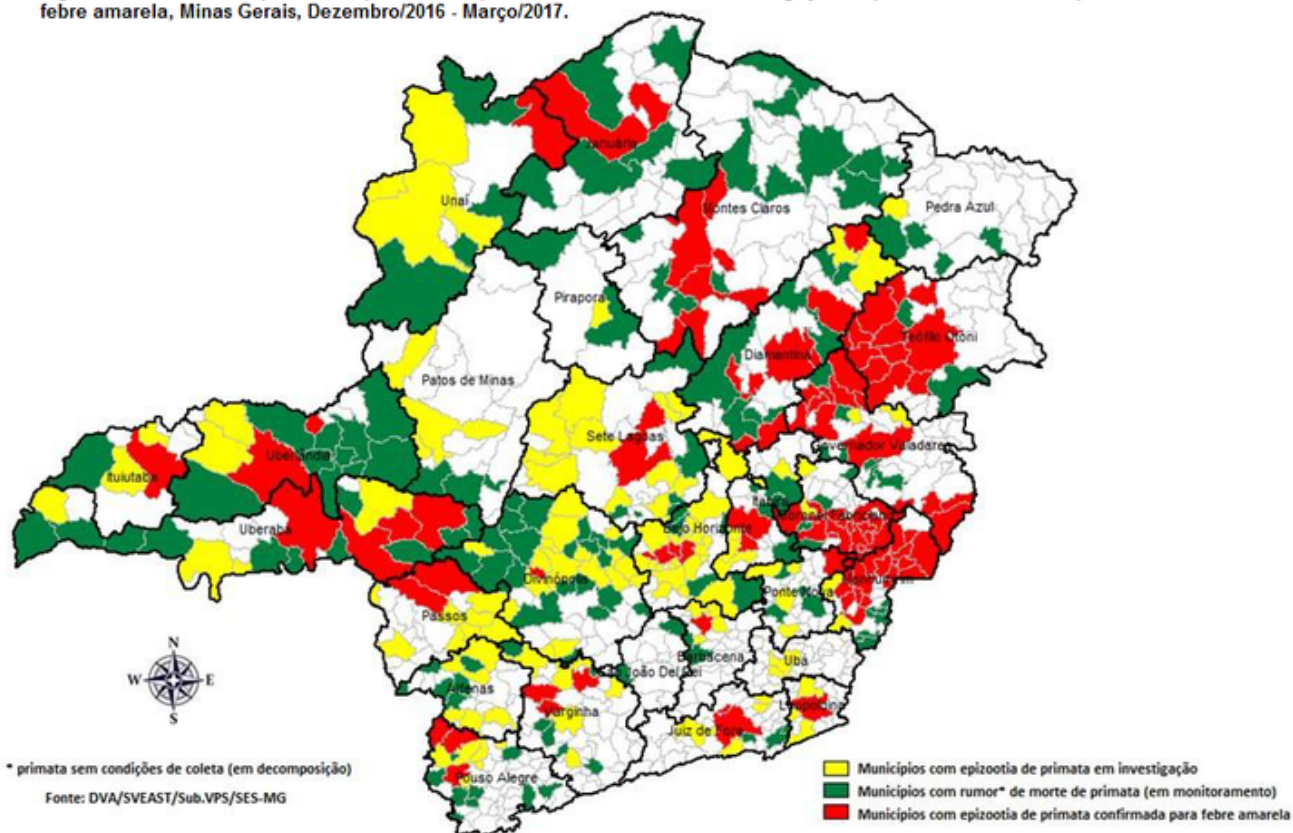 febre amarela, Minas Gerais, Dezembro/2016 - Março/2017.
Januária
Montes Claros
Pedra Azul
Unaí
Pirapora
Teófilo Otoni
Diamantina
Patos de Minas
Sete Lagoas
Governador Valadares
Uberlândia
Ituiutaba
Uberaba
Belo Horizonte
Divinópolis
Ponte Nova
Passos
Barbacena
Ubá
São João Del Rei
Alfenas
Varginha
Leopoldina
Juiz de Fora
Pouso Alegre
N
W
E
S
* primata sem condições de coleta (em decomposição)
Fonte: DVA/SVEAST/Sub.VPS/SES-MG
Municípios com epizootia de primata em investigação
Municípios com rumor* de morte de primata (em monitoramento)
Municípios com epizootia de primata confirmada para febre amarela